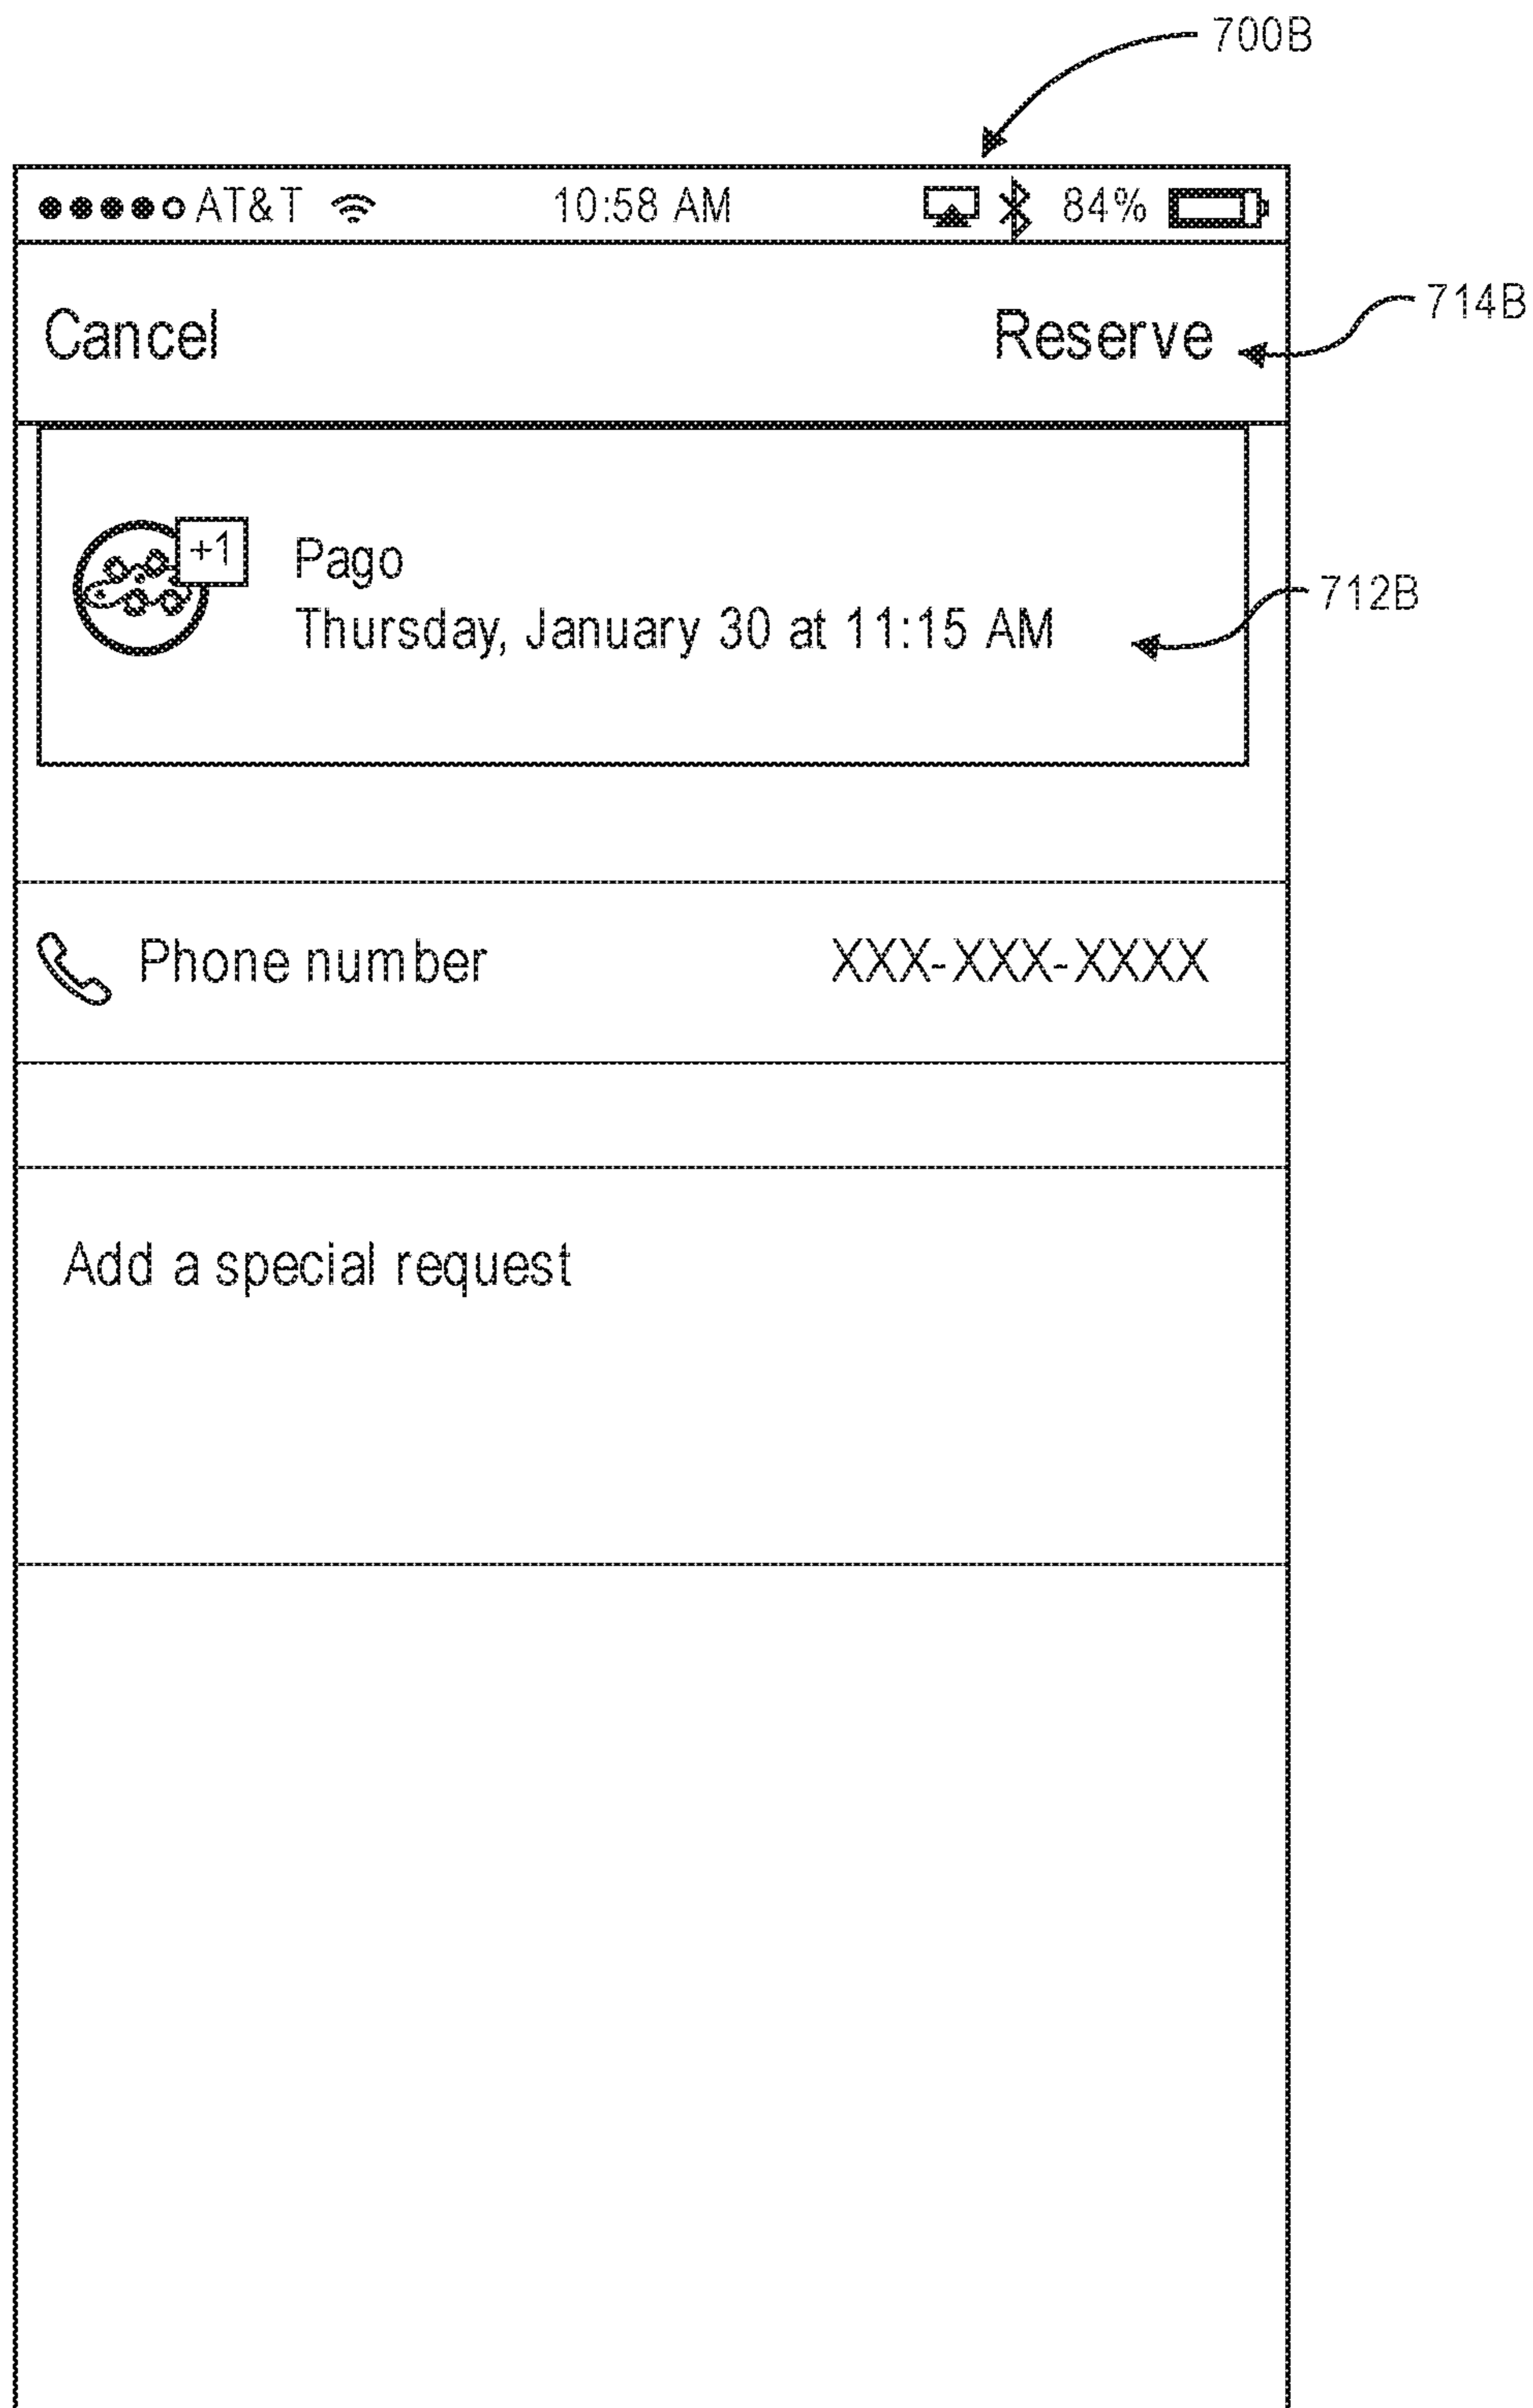 700B
AT&T 10:58 AM 84%
Cancel Reserve
714B
+1
Pago
Thursday, January 30 at 11:15 AM
712B
Phone number XXX-XXX-XXXX
Add a special request